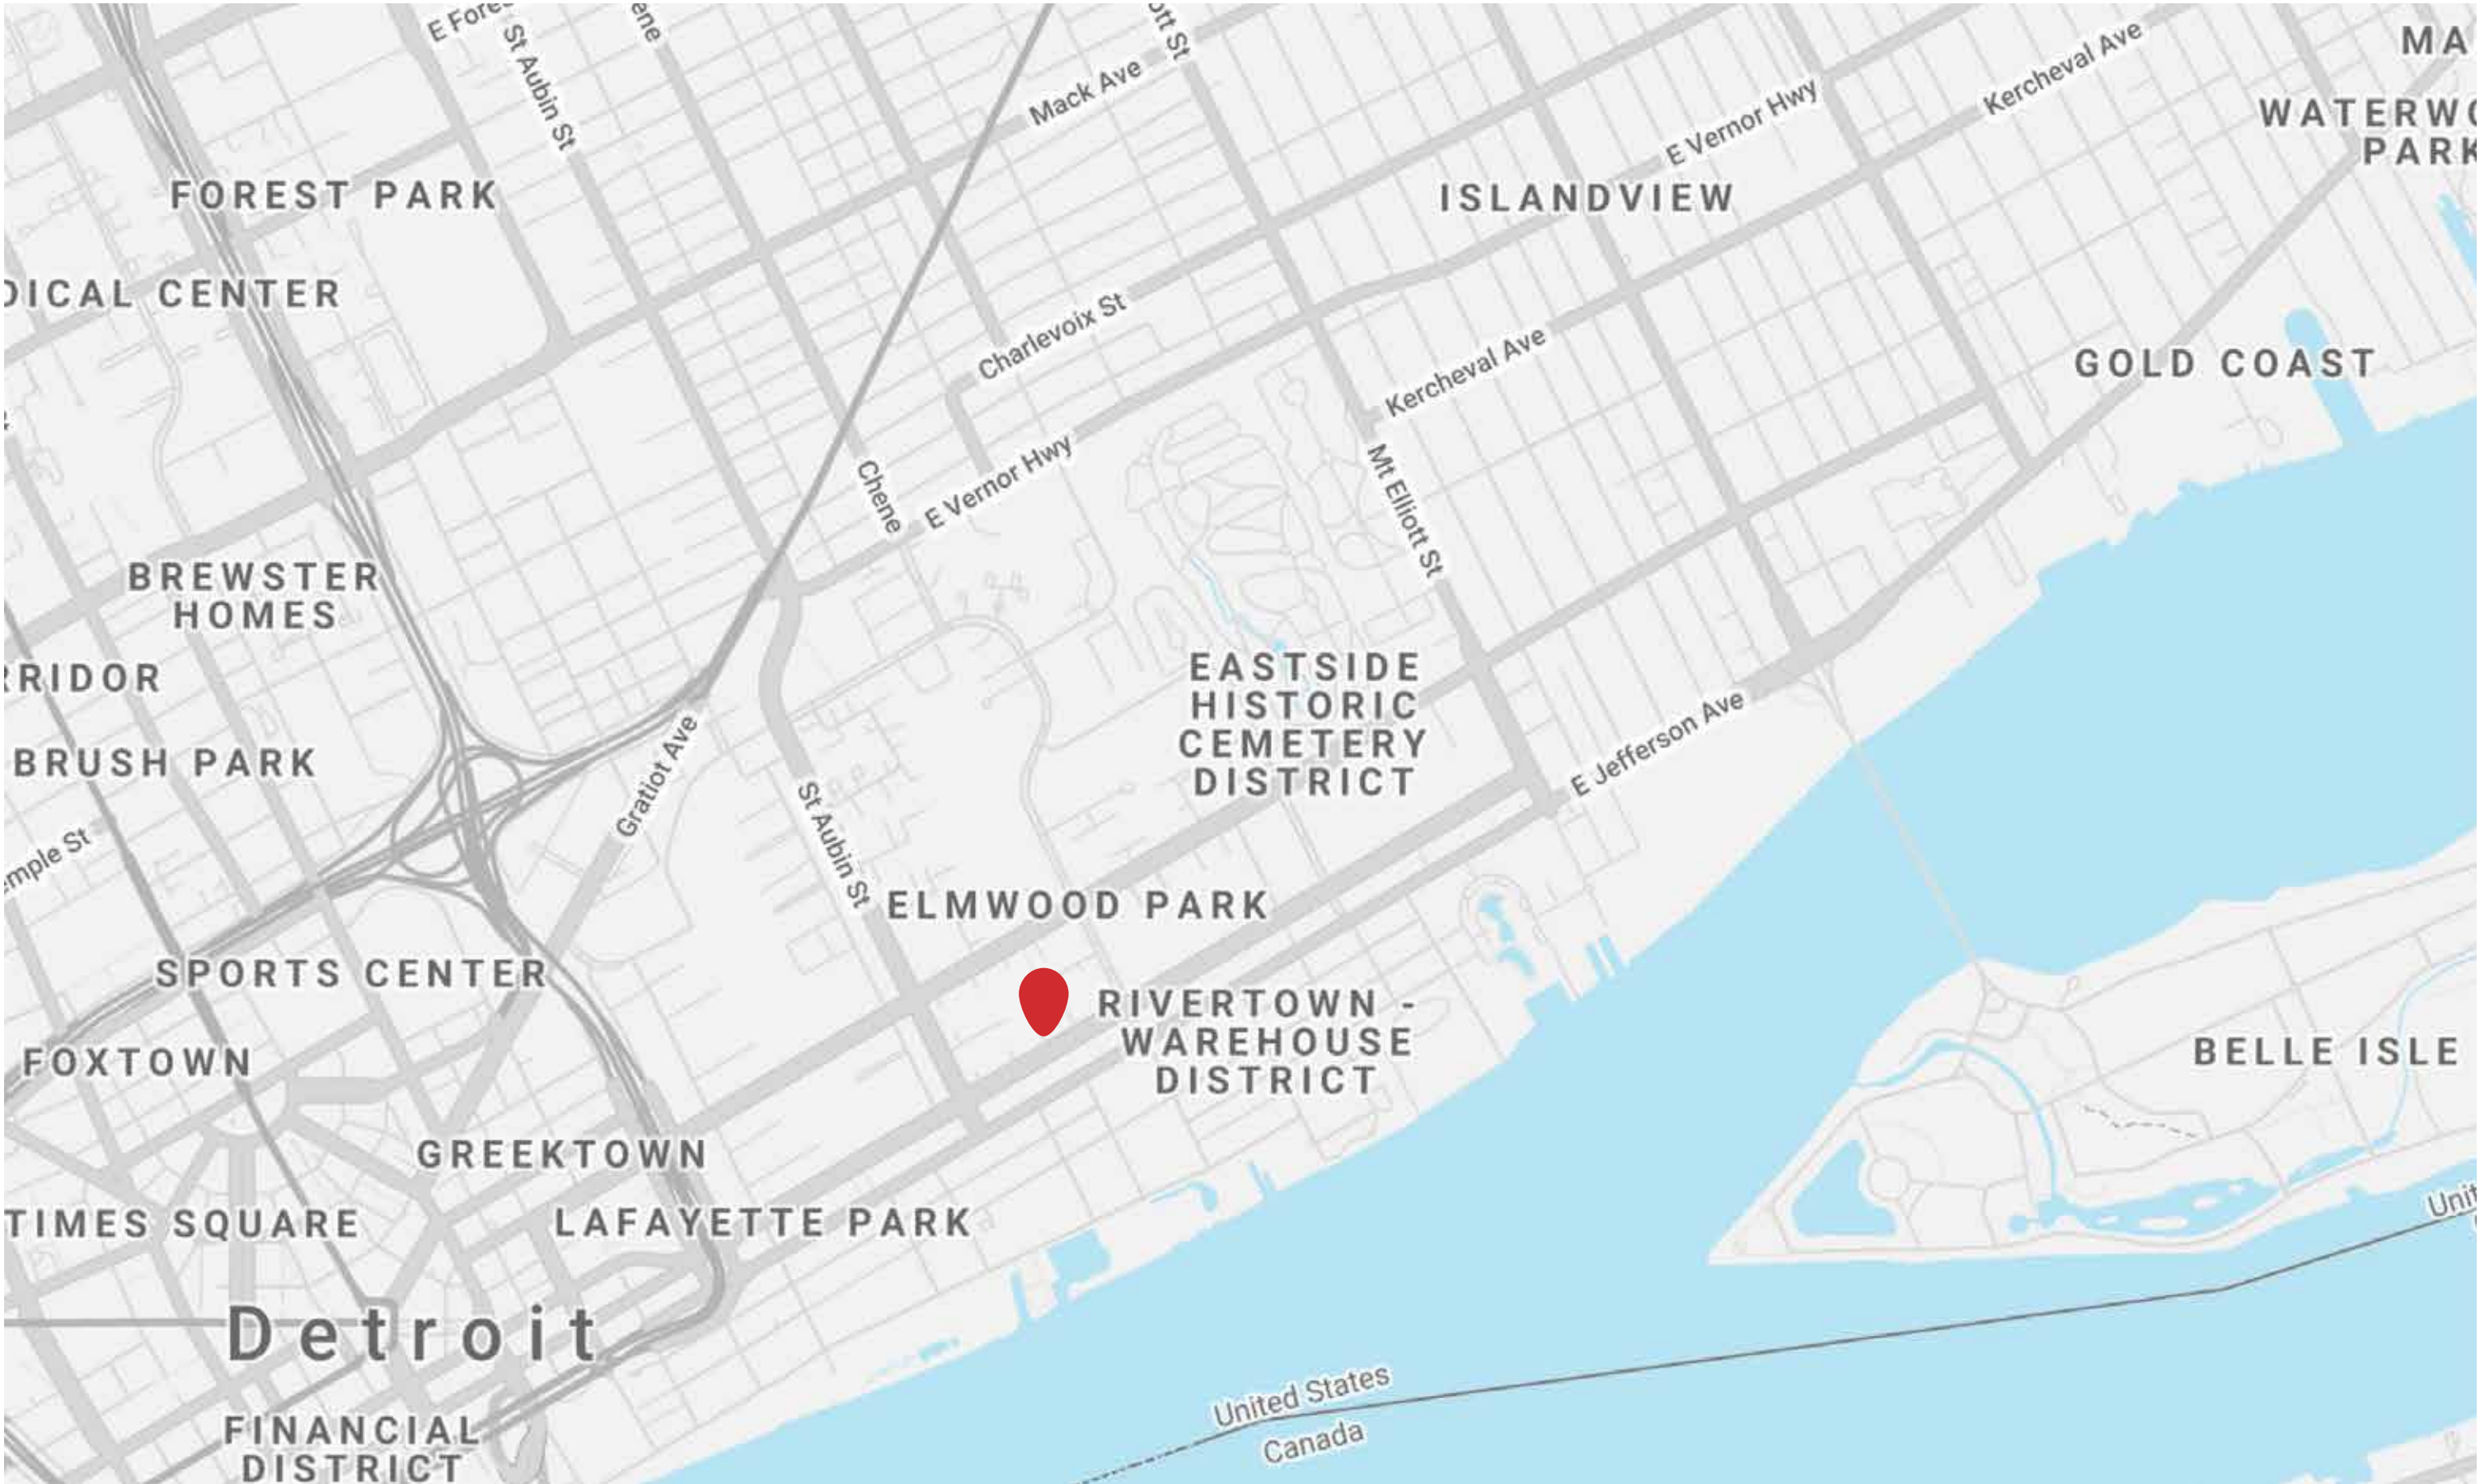 E Fore
St Aubin St
ene
ott St
Mack Ave
E Vernor Hwy
Kercheval Ave
MA
WATERWO
PARK
FOREST PARK
ISLANDVIEW
DICAL CENTER
Charlevoix St
Kercheval Ave
GOLD COAST
Chene
E Vernor Hwy
Mt Elliott St
BREWSTER
HOMES
RRIDOR
EASTSIDE
HISTORIC
CEMETERY
DISTRICT
BRUSH PARK
Gratiot Ave
E Jefferson Ave
St Aubin St
emple St
ELMWOOD PARK
SPORTS CENTER
RIVERTOWN -
WAREHOUSE
DISTRICT
FOXTOWN
BELLE ISLE
GREEKTOWN
TIMES SQUARE
LAFAYETTE PARK
Unit
Detroit
United States
Canada
FINANCIAL
DISTRICT